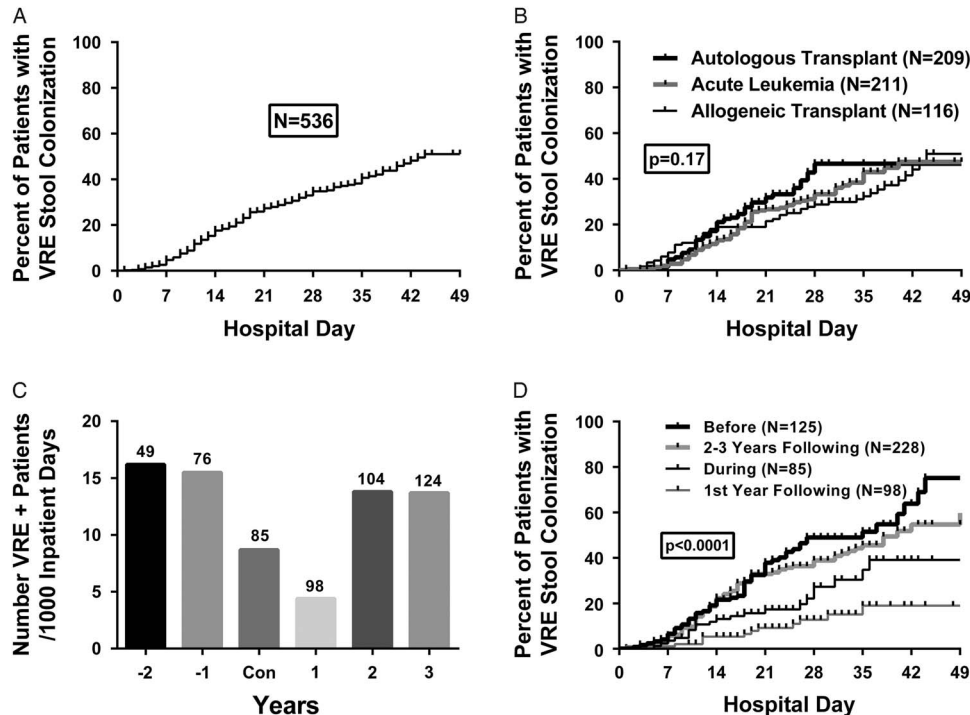 A
Percent of Patients with
VRE Stool Colonization
100
80
60
40
20
0
N=536
0 7 14 21 28 35 42 49
Hospital Day
B
Percent of Patients with
VRE Stool Colonization
100
80
60
40
20
0
Autologous Transplant (N=209)
Acute Leukemia (N=211)
Allogeneic Transplant (N=116)
p=0.17
0 7 14 21 28 35 42 49
Hospital Day
C
Number VRE + Patients
/1000 Inpatient Days
20
15
10
5
0
49 76 85 98 104 124
-2 -1 Con 1 2 3
Years
D
Percent of Patients with
VRE Stool Colonization
100
80
60
40
20
0
Before (N=125)
2-3 Years Following (N=228)
During (N=85)
1st Year Following (N=98)
p<0.0001
0 7 14 21 28 35 42 49
Hospital Day